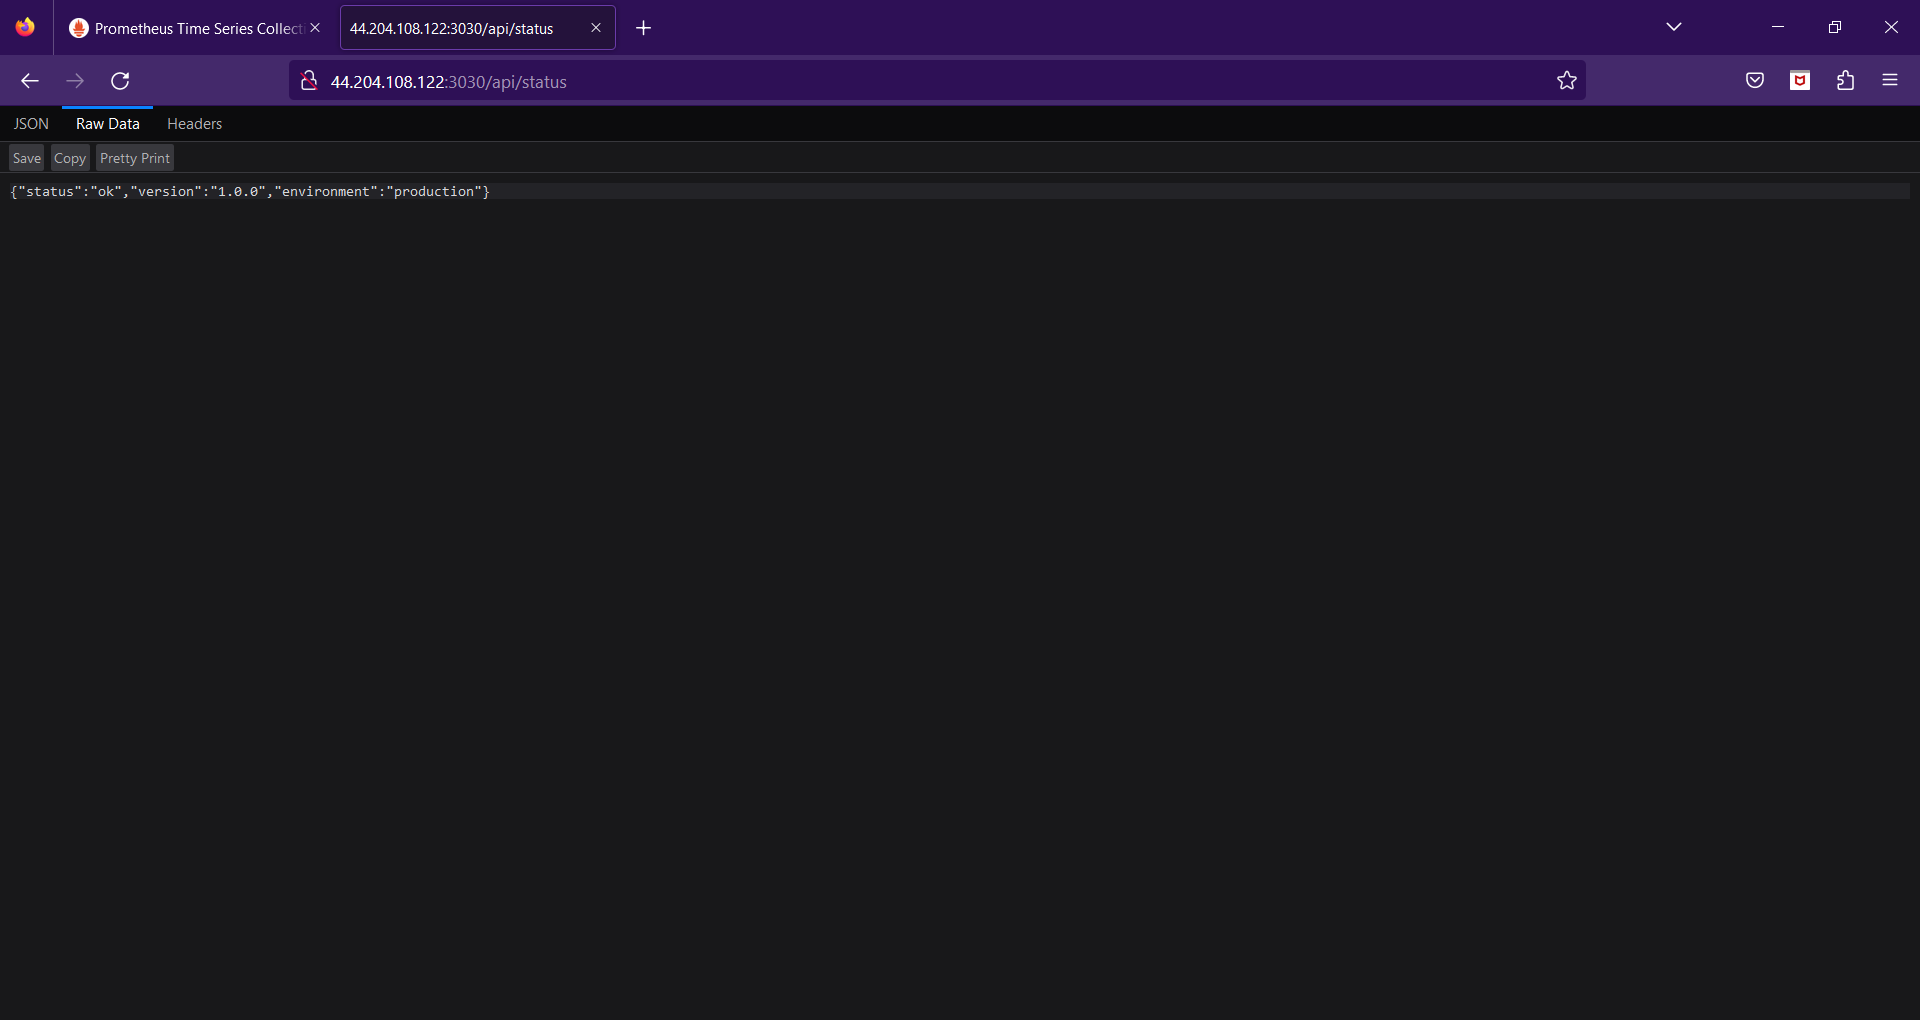 Prometheus Time Series Collecti
44.204.108.122:3030/api/status
44.204.108.122:3030/api/status
JSON Raw Data Headers
Save Copy Pretty Print
{"status":"ok","version":"1.0.0","environment":"production"}